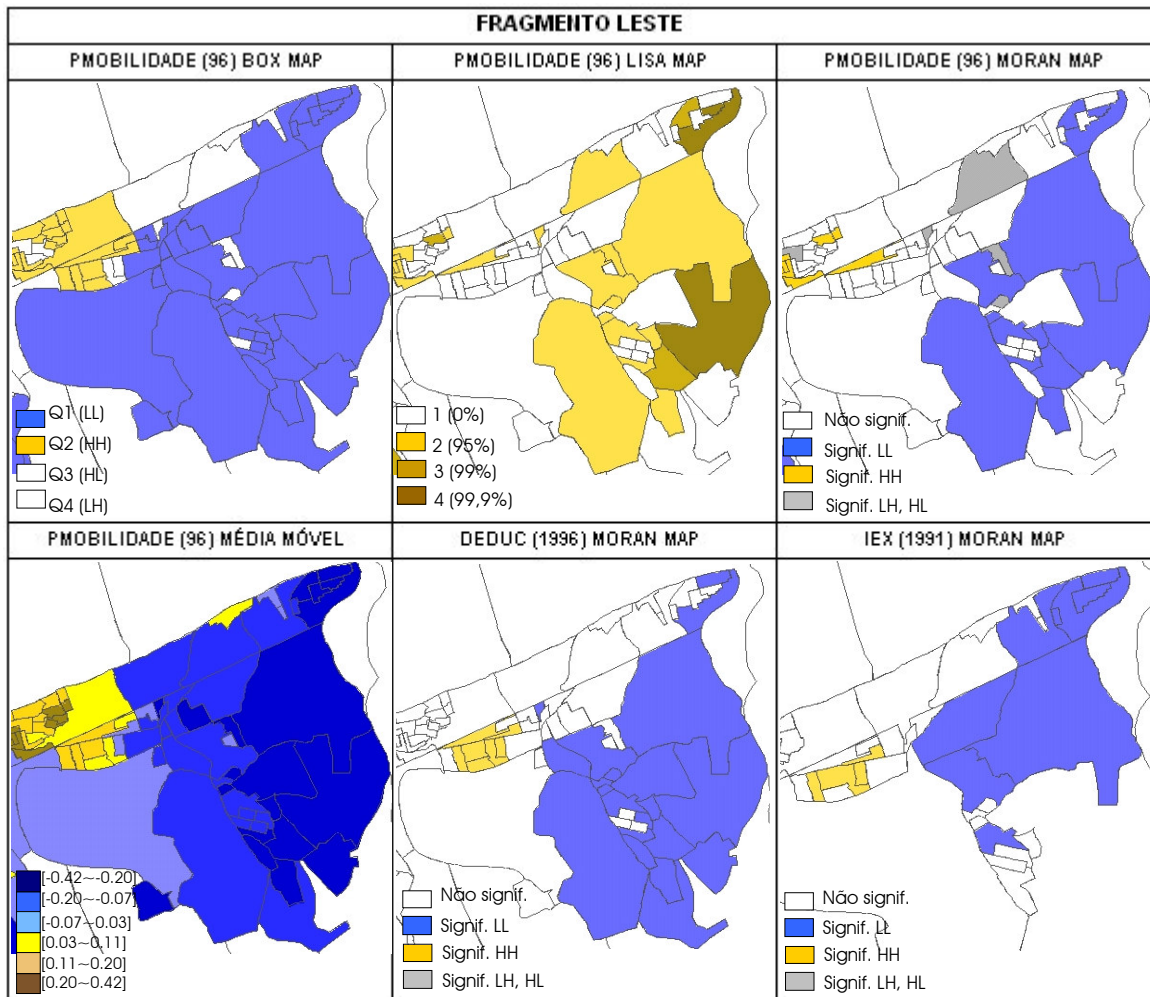 FRAGMENTO LESTE
PMOBILIDADE (96) BOX MAP
PMOBILIDADE (96) LISA MAP
PMOBILIDADE (96) MORAN MAP
Q1 (LL)
Q2 (HH)
Q3 (HL)
Q4 (LH)
1 (0%)
2 (95%)
3 (99%)
4 (99,9%)
Não signif.
Signif. LL
Signif. HH
Signif. LH, HL
PMOBILIDADE (96) MÉDIA MÓVEL
DEDUC (1996) MORAN MAP
IEX (1991) MORAN MAP
[-0.42~-0.20]
[-0.20~-0.07]
[-0.07~0.03]
[0.03~0.11]
[0.11~0.20]
[0.20~0.42]
Não signif.
Signif. LL
Signif. HH
Signif. LH, HL
Não signif.
Signif. LL
Signif. HH
Signif. LH, HL